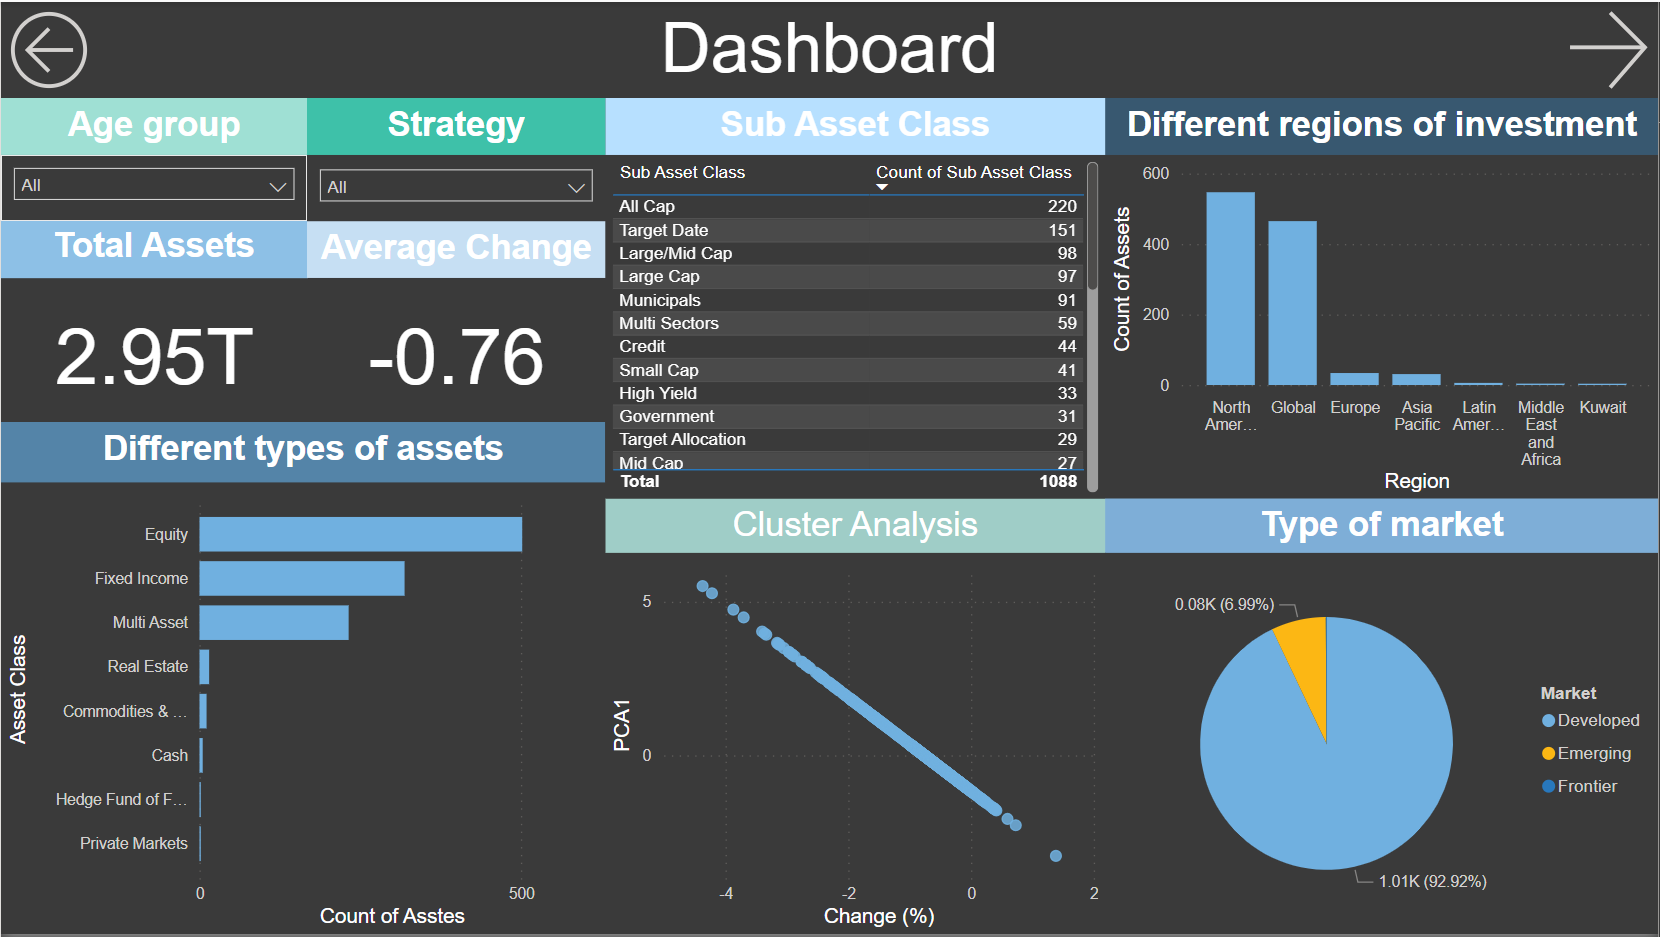 Dashboard
Age group
Strategy
Sub Asset Class
Different regions of investment
All
All
Total Assets
Average Change
2.95T
-0.76
Sub Asset Class Count of Sub Asset Class
All Cap 220
Target Date 151
Large/Mid Cap 98
Large Cap 97
Municipals 91
Multi Sectors 59
Credit 44
Small Cap 41
High Yield 33
Government 31
Target Allocation 29
Mid Cap 27
Total 1088
Count of Assets
600
400
200
0
North Amer...
Global
Europe
Asia Pacific
Latin Amer...
Middle East and Africa
Kuwait
Region
Different types of assets
Asset Class
Equity
Fixed Income
Multi Asset
Real Estate
Commodities & ...
Cash
Hedge Fund of F...
Private Markets
0 500
Count of Asstes
Cluster Analysis
PCA1
5
0
-4 -2 0 2
Change (%)
Type of market
0.08K (6.99%)
1.01K (92.92%)
Market
Developed
Emerging
Frontier